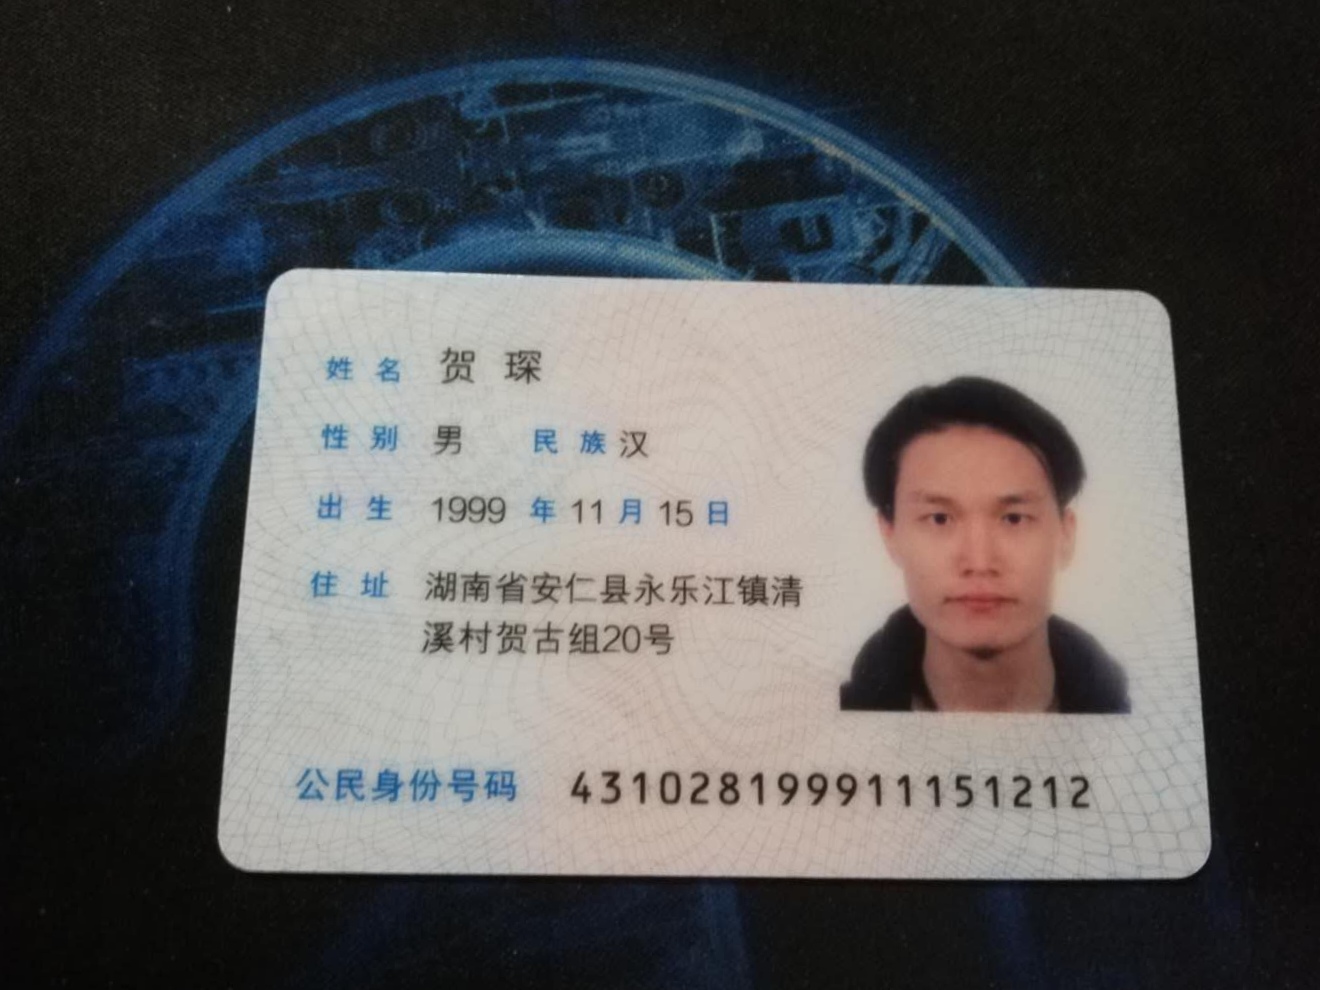 姓名 贺琛
性别 男 民族 汉
出生 1999 年 11 月 15 日
住址 湖南省安仁县永乐江镇清
溪村贺古组20号
公民身份号码 431028199911151212